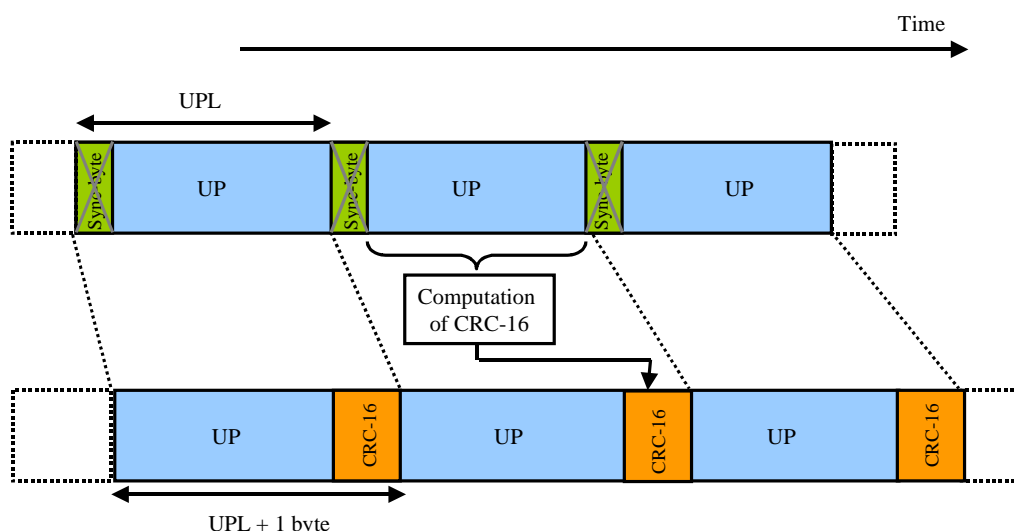 Time
UPL
Sync-byte
UP
Sync-byte
UP
Sync-byte
UP
Computation
of CRC-16
UP
CRC-16
UP
CRC-16
UP
CRC-16
UPL + 1 byte